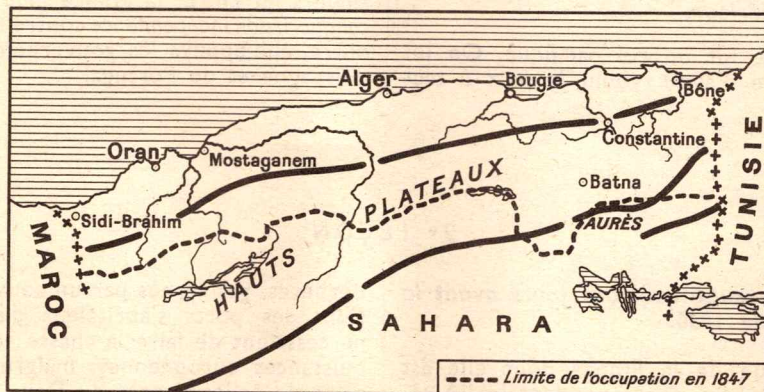 Alger
Bougie
Bône
Constantine
Oran
Mostaganem
Batna
Sidi-Brahim
HAUTS PLATEAUX
AURÈS
MAROC
TUNISIE
SAHARA
Limite de l'occupation en 1847